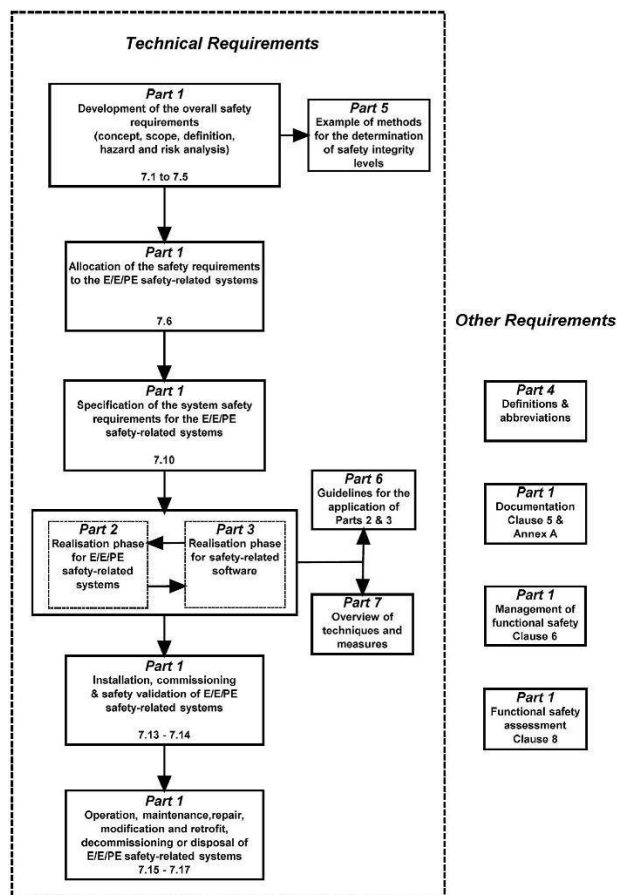 Technical Requirements
Part 1
Development of the overall safety
requirements
(concept, scope, definition,
hazard and risk analysis)
7.1 to 7.5
Part 5
Example of methods
for the determination
of safety integrity
levels
Part 1
Allocation of the safety requirements
to the E/E/PE safety-related systems
7.6
Part 1
Specification of the system safety
requirements for the E/E/PE
safety-related systems
7.10
Part 6
Guidelines for the
application of
Parts 2 & 3
Part 2
Realisation phase
for E/E/PE
safety-related
systems
Part 3
Realisation phase
for safety-related
software
Part 7
Overview of
techniques and
measures
Part 1
Installation, commissioning
& safety validation of E/E/PE
safety-related systems
7.13 - 7.14
Part 1
Operation, maintenance,repair,
modification and retrofit,
decommissioning or disposal of
E/E/PE safety-related systems
7.15 - 7.17
Other Requirements
Part 4
Definitions &
abbreviations
Part 1
Documentation
Clause 5 &
Annex A
Part 1
Management of
functional safety
Clause 6
Part 1
Functional safety
assessment
Clause 8